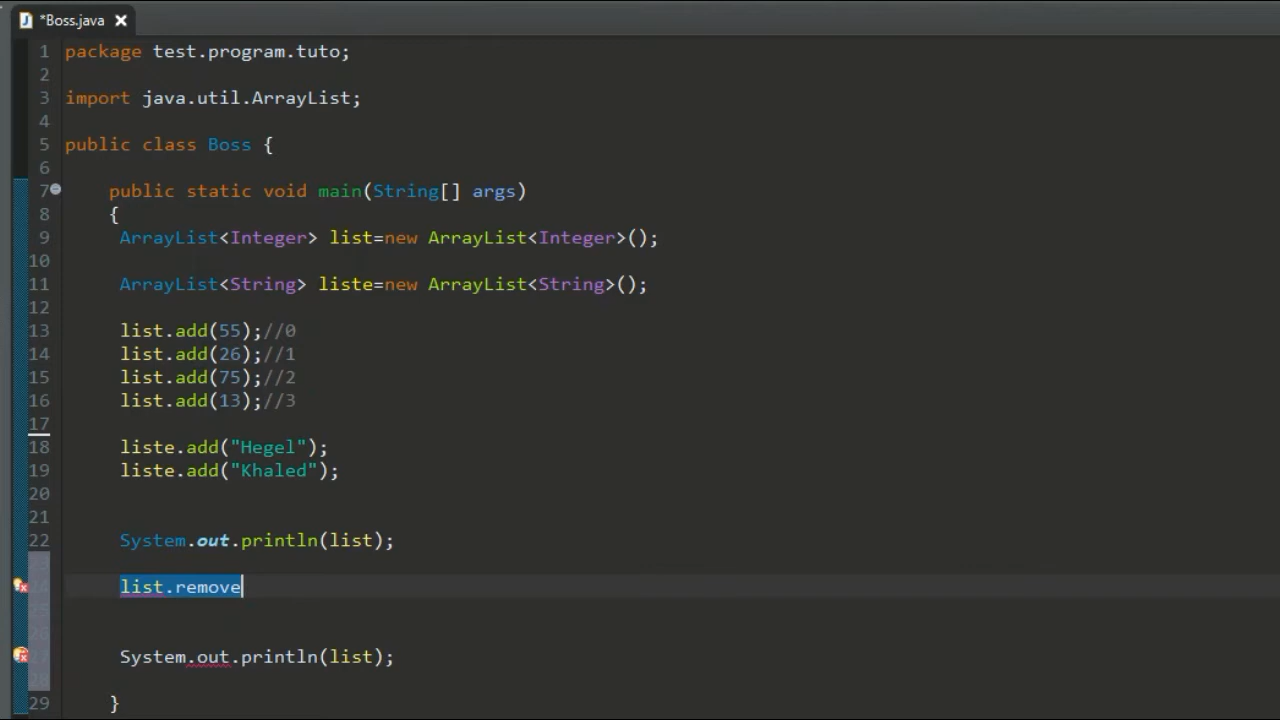 *Boss.java
1 package test.program.tuto;
2
3 import java.util.ArrayList;
4
5 public class Boss {
6
7 public static void main(String[] args)
8 {
9 ArrayList<Integer> list=new ArrayList<Integer>();
10
11 ArrayList<String> liste=new ArrayList<String>();
12
13 list.add(55);//0
14 list.add(26);//1
15 list.add(75);//2
16 list.add(13);//3
17
18 liste.add("Hegel");
19 liste.add("Khaled");
20
21
22 System.out.println(list);
list.remove
System.out.println(list);
29 }